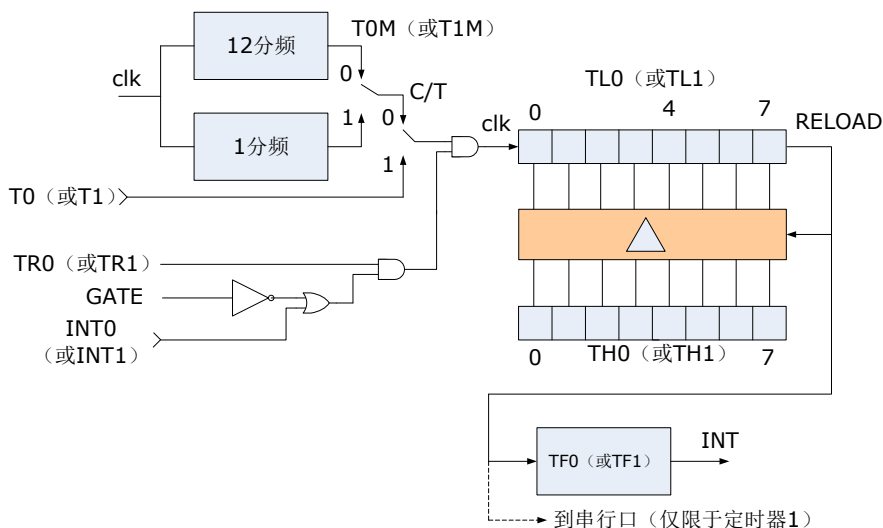 T0M（或T1M）
12分频
0
clk
C/T
1
0
1分频
1
T0（或T1）
TL0（或TL1）
0
4
7
RELOAD
clk
TR0（或TR1）
GATE
INT0
（或INT1）
0
TH0（或TH1）
7
TF0（或TF1）
INT
到串行口（仅限于定时器1）